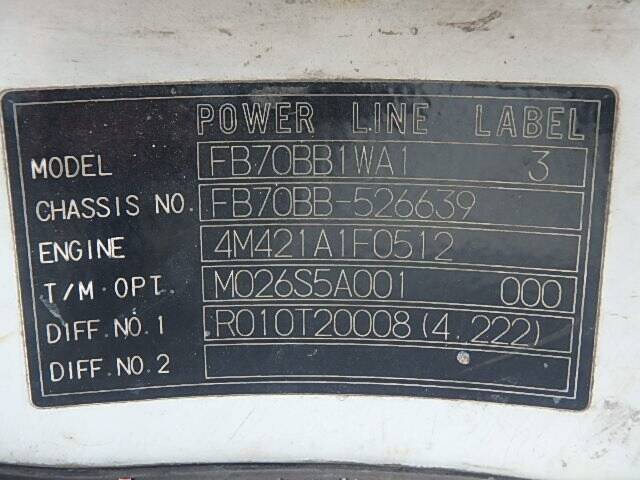 POWER LINE LABEL
MODEL FB70BB1WA1 3
CHASSIS NO. FB70BB-526639
ENGINE 4M421A1F0512
T/M·OPT. M026S5A001 000
DIFF.NO.1 R010T20008(4.222)
DIFF.NO.2